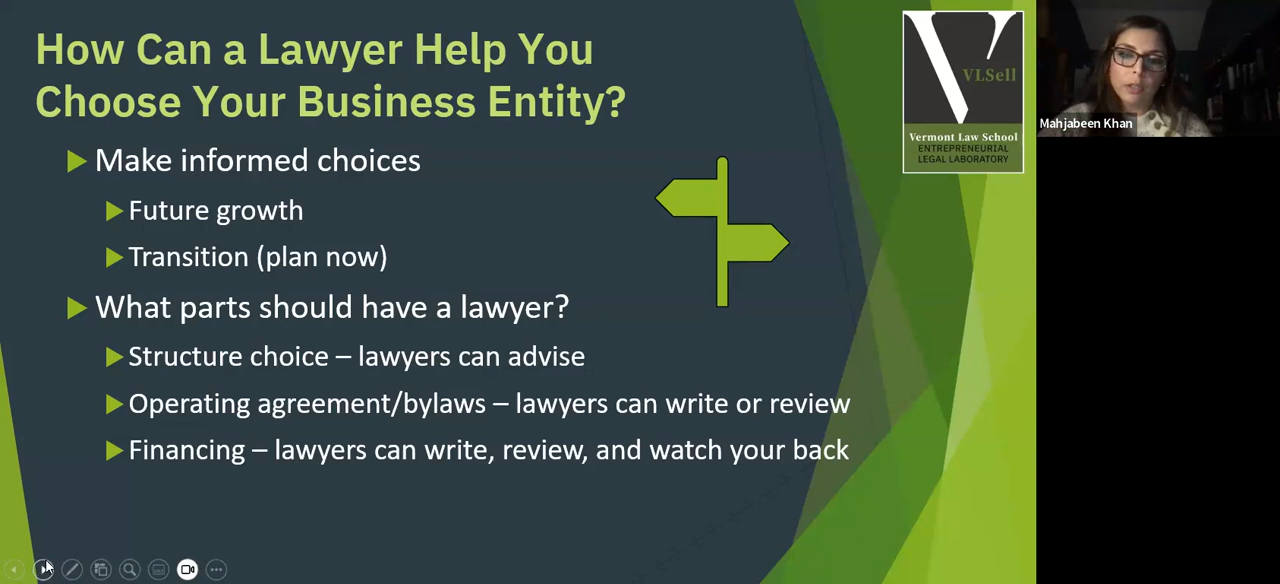 How Can a Lawyer Help You
Choose Your Business Entity?
Make informed choices
Future growth
Transition (plan now)
What parts should have a lawyer?
Structure choice – lawyers can advise
Operating agreement/bylaws – lawyers can write or review
Financing – lawyers can write, review, and watch your back
V
VLSell
Vermont Law School
ENTREPRENEURIAL
LEGAL LABORATORY
Mahjabeen Khan